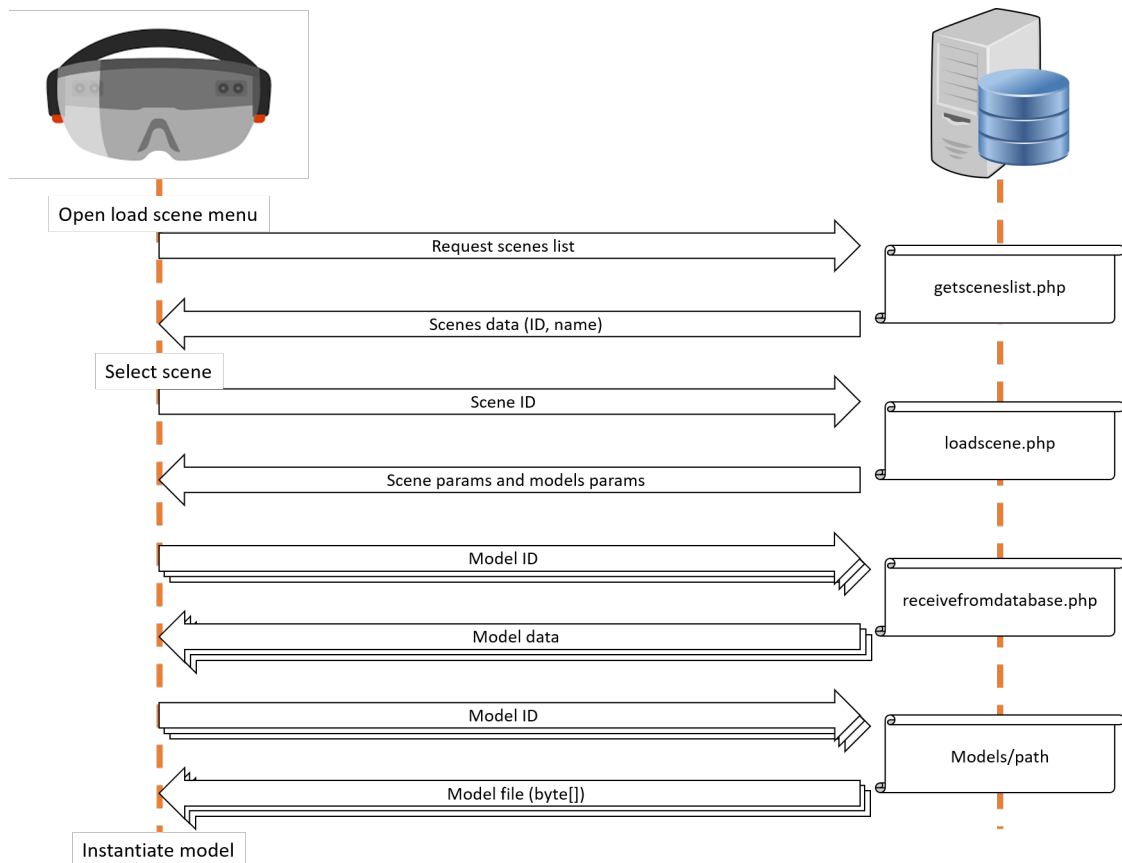 Open load scene menu
Request scenes list
getsceneslist.php
Scenes data (ID, name)
Select scene
Scene ID
loadscene.php
Scene params and models params
Model ID
receivefromdatabase.php
Model data
Model ID
Models/path
Model file (byte[])
Instantiate model